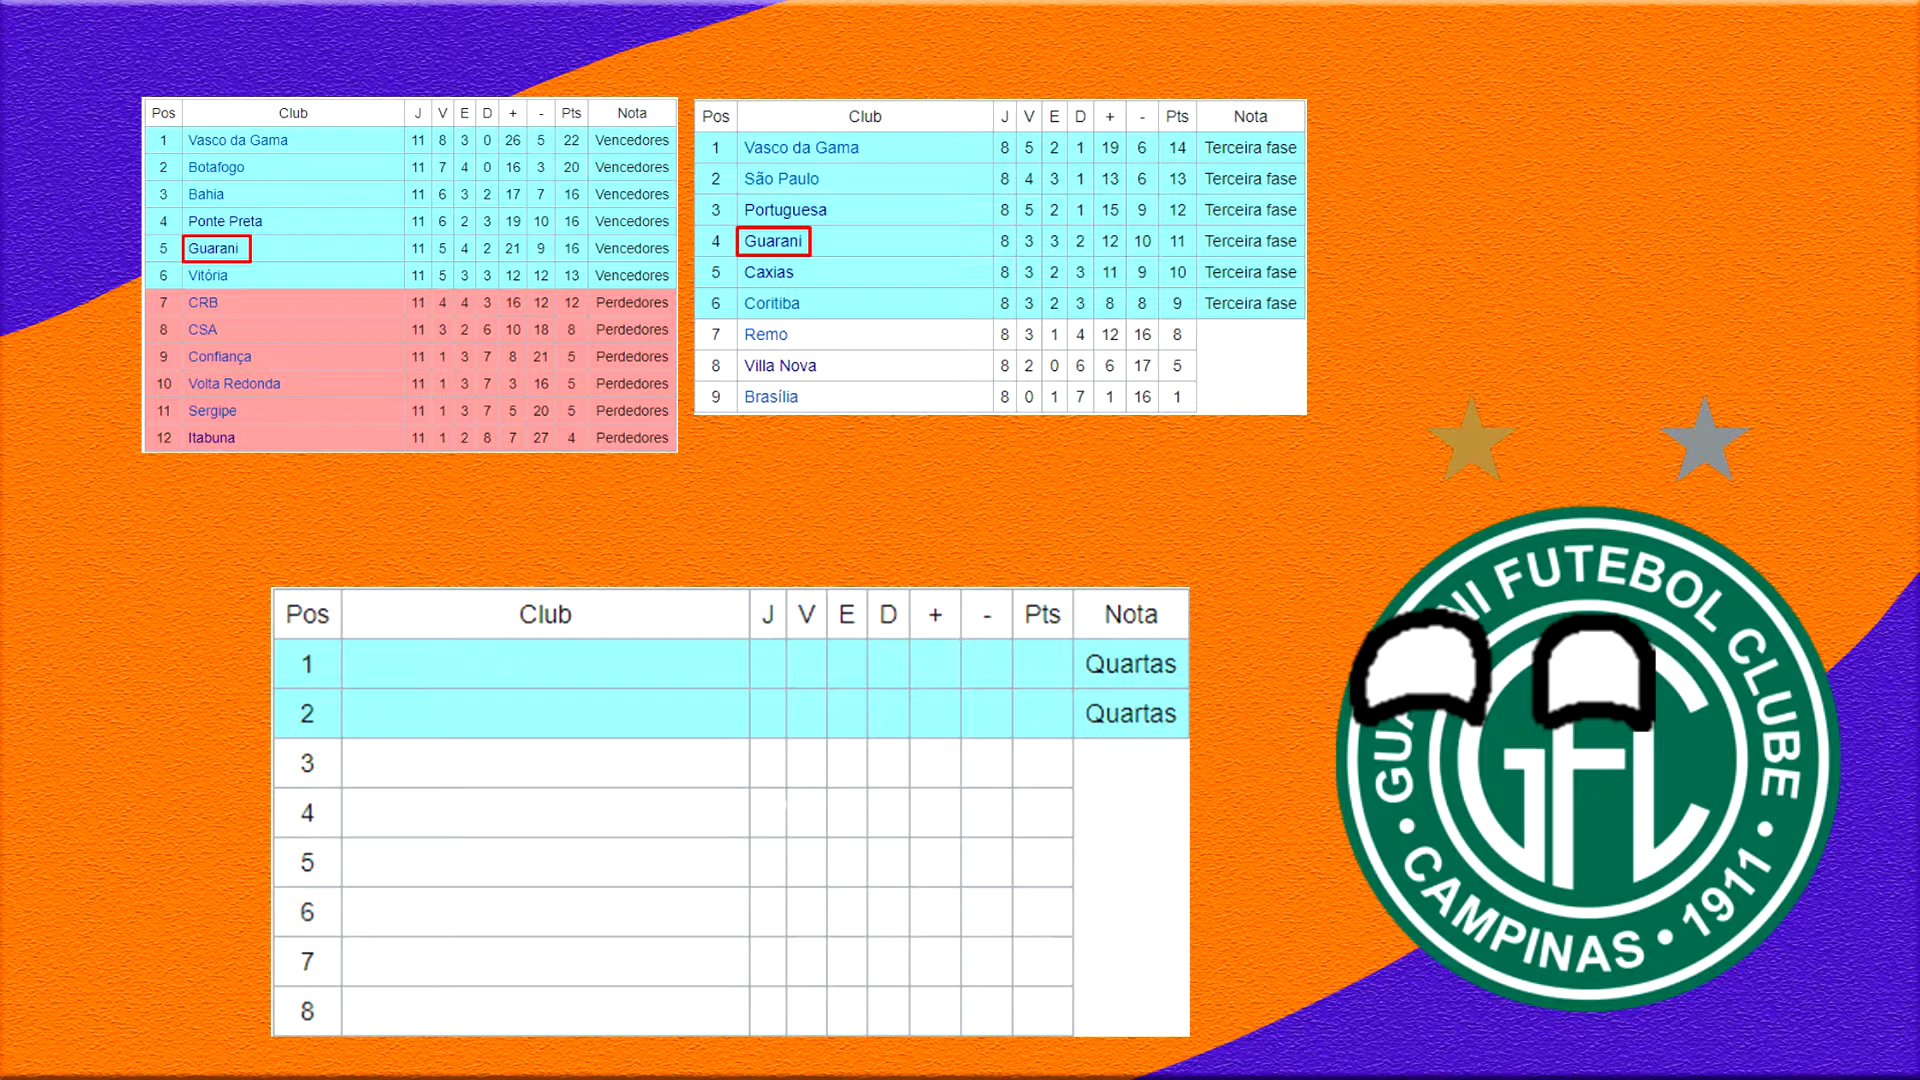 Pos Club J V E D + - Pts Nota
1 Vasco da Gama 11 8 3 0 26 5 22 Vencedores
2 Botafogo 11 7 4 0 16 3 20 Vencedores
3 Bahia 11 6 3 2 17 7 16 Vencedores
4 Ponte Preta 11 6 2 3 19 10 16 Vencedores
5 Guarani 11 5 4 2 21 9 16 Vencedores
6 Vitória 11 5 3 3 12 12 13 Vencedores
7 CRB 11 4 4 3 16 12 12 Perdedores
8 CSA 11 3 2 6 10 18 8 Perdedores
9 Confiança 11 1 3 7 8 21 5 Perdedores
10 Volta Redonda 11 1 3 7 3 16 5 Perdedores
11 Sergipe 11 1 3 7 5 20 5 Perdedores
12 Itabuna 11 1 2 8 7 27 4 Perdedores
Pos Club J V E D + - Pts Nota
1 Vasco da Gama 8 5 2 1 19 6 14 Terceira fase
2 São Paulo 8 4 3 1 13 6 13 Terceira fase
3 Portuguesa 8 5 2 1 15 9 12 Terceira fase
4 Guarani 8 3 3 2 12 10 11 Terceira fase
5 Caxias 8 3 2 3 11 9 10 Terceira fase
6 Coritiba 8 3 2 3 8 8 9 Terceira fase
7 Remo 8 3 1 4 12 16 8
8 Villa Nova 8 2 0 6 6 17 5
9 Brasília 8 0 1 7 1 16 1
Pos Club J V E D + - Pts Nota
1 Quartas
2 Quartas
3
4
5
6
7
8
GUA NI FUTEBOL CLUBE
GFC
• CAMPINAS • 1911 •